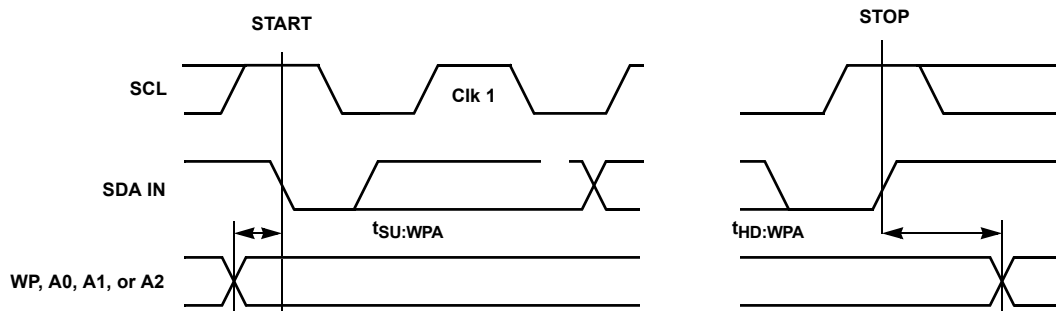 START
STOP
SCL
Clk 1
SDA IN
tSU:WPA
tHD:WPA
WP, A0, A1, or A2